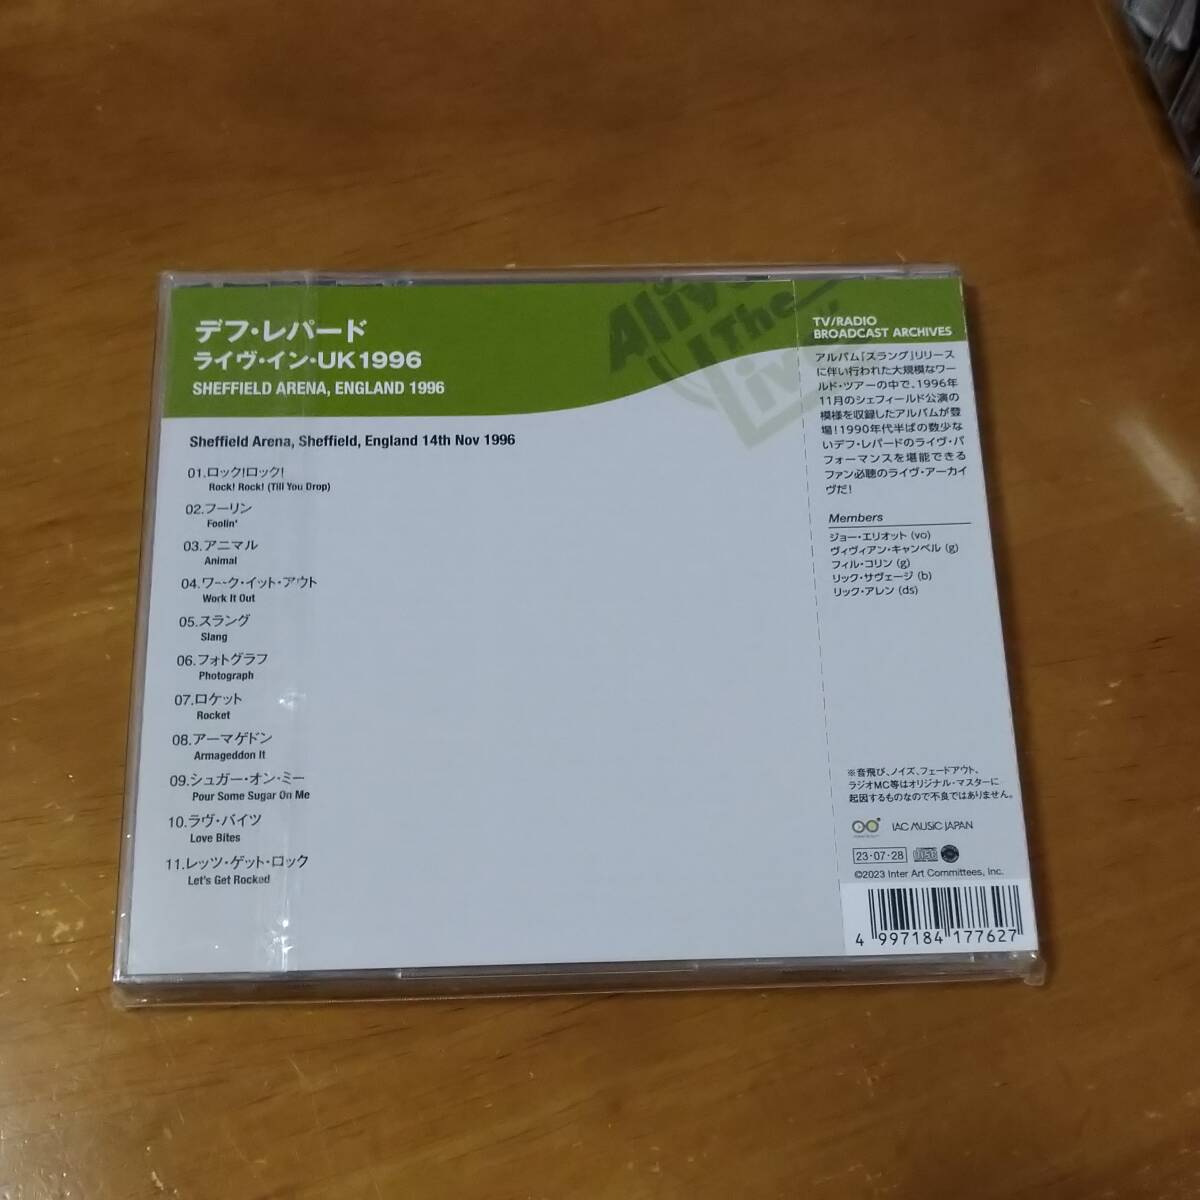 デフ・レパード
ライヴ・イン・UK1996
SHEFFIELD ARENA, ENGLAND 1996
Alive
The
Live
Sheffield Arena, Sheffield, England 14th Nov 1996
01.ロック!ロック!
Rock! Rock! (Till You Drop)
02.フーリン
Foolin'
03.アニマル
Animal
04.ワーク・イット・アウト
Work It Out
05.スラング
Slang
06.フォトグラフ
Photograph
07.ロケット
Rocket
08.アーマゲドン
Armageddon It
09.シュガー・オン・ミー
Pour Some Sugar On Me
10.ラヴ・バイツ
Love Bites
11.レッツ・ゲット・ロック
Let's Get Rocked
TV/RADIO
BROADCAST ARCHIVES
アルバム『スラング』リリース
に伴い行われた大規模なワー
ルド・ツアーの中で、1996年
11月のシェフィールド公演の
模様を収録したアルバムが登
場!1990年代半ばの数少な
いデフ・レパードのライヴ・パ
フォーマンスを堪能できる
ファン必聴のライヴ・アーカイ
ヴだ!
Members
ジョー・エリオット (vo)
ヴィヴィアン・キャンベル (g)
フィル・コリン (g)
リック・サヴェージ (b)
リック・アレン (ds)
※音飛び、ノイズ、フェードアウト、
ラジオMC等はオリジナル・マスターに
起因するものなので不良ではありません。
IAC MUSIC JAPAN
23・07・28
©2023 Inter Art Committees, Inc.
4 997184 177627